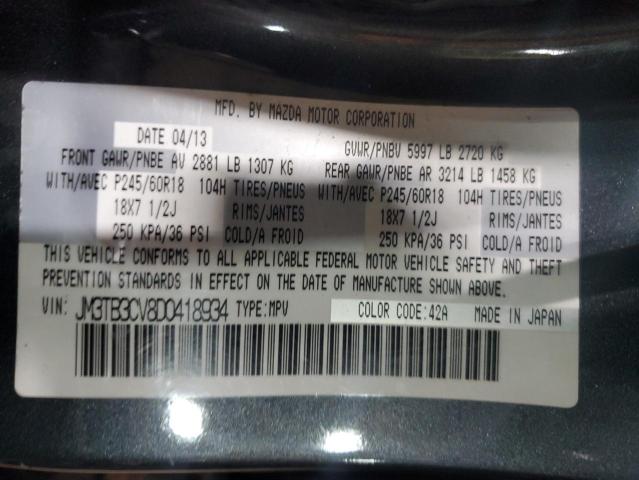 MFD. BY MAZDA MOTOR CORPORATION
DATE 04/13 GVWR/PNBV 5997 LB 2720 KG
FRONT GAWR/PNBE AV 2881 LB 1307 KG REAR GAWR/PNBE AR 3214 LB 1458 KG
WITH/AVEC P245/60R18 104H TIRES/PNEUS WITH/AVEC P245/60R18 104H TIRES/PNEUS
18X7 1/2J RIMS/JANTES 18X7 1/2J RIMS/JANTES
250 KPA/36 PSI COLD/A FROID 250 KPA/36 PSI COLD/A FROID
THIS VEHICLE CONFORMS TO ALL APPLICABLE FEDERAL MOTOR VEHICLE SAFETY AND THEFT
PREVENTION STANDARDS IN EFFECT ON THE DATE OF MANUFACTURE SHOWN ABOVE.
VIN: JM3TB3CV8D0418934 TYPE:MPV COLOR CODE:42A MADE IN JAPAN